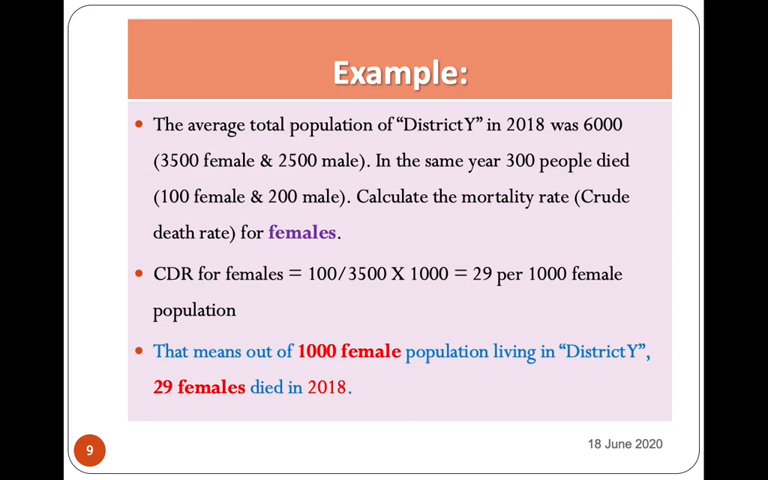 Example:
• The average total population of “District Y” in 2018 was 6000
(3500 female & 2500 male). In the same year 300 people died
(100 female & 200 male). Calculate the mortality rate (Crude
death rate) for females.
• CDR for females = 100/3500 X 1000 = 29 per 1000 female
population
• That means out of 1000 female population living in “District Y”,
29 females died in 2018.
9
18 June 2020